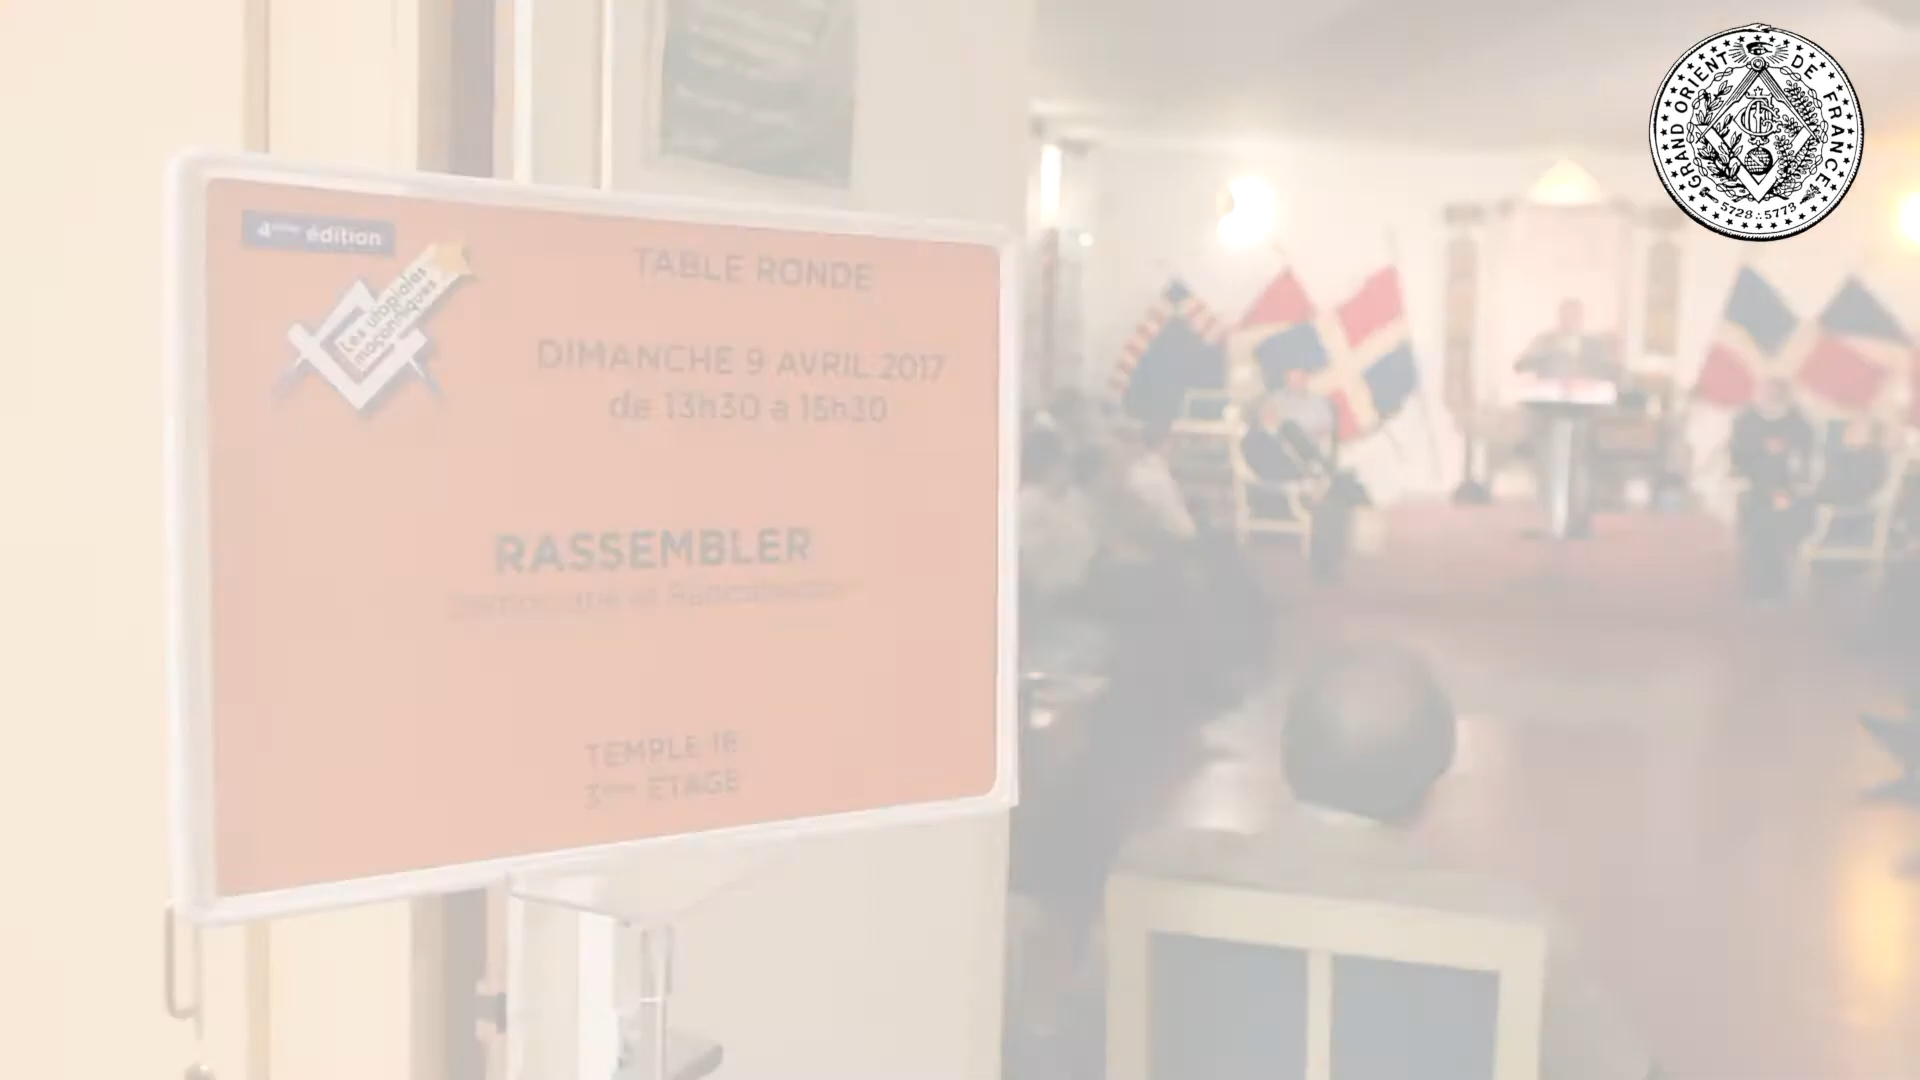 GRAND ORIENT DE FRANCE
5728 ∴ 5773
4ème édition
Les utopiales
maçonniques
TABLE RONDE
DIMANCHE 9 AVRIL 2017
de 13h30 à 15h30
RASSEMBLER
et
TEMPLE
3ème ETAGE